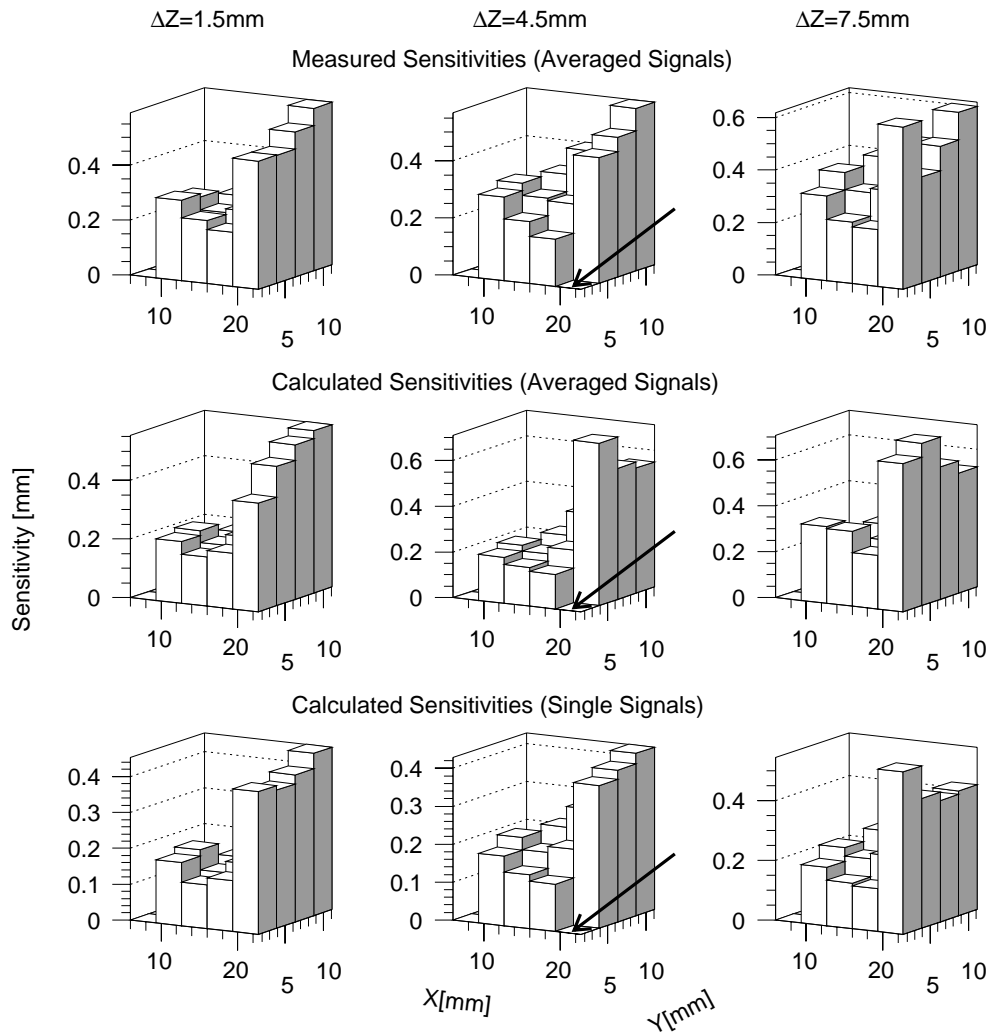 ΔZ=1.5mm ΔZ=4.5mm ΔZ=7.5mm
Measured Sensitivities (Averaged Signals)
0.4 0.4 0.6
0.2 0.2 0.4
0 0 0.2
0
10 20 5 10 10 20 5 10 10 20 5 10
Calculated Sensitivities (Averaged Signals)
Sensitivity [mm]
0.4 0.6 0.6
0.2 0.4 0.4
0 0.2 0.2
0 0
10 20 5 10 10 20 5 10 10 20 5 10
Calculated Sensitivities (Single Signals)
0.4 0.4 0.4
0.3 0.3 0.2
0.2 0.2 0
0.1 0.1
0 0
10 20 5 10 10 20 5 10 10 20 5 10
X[mm] Y[mm]